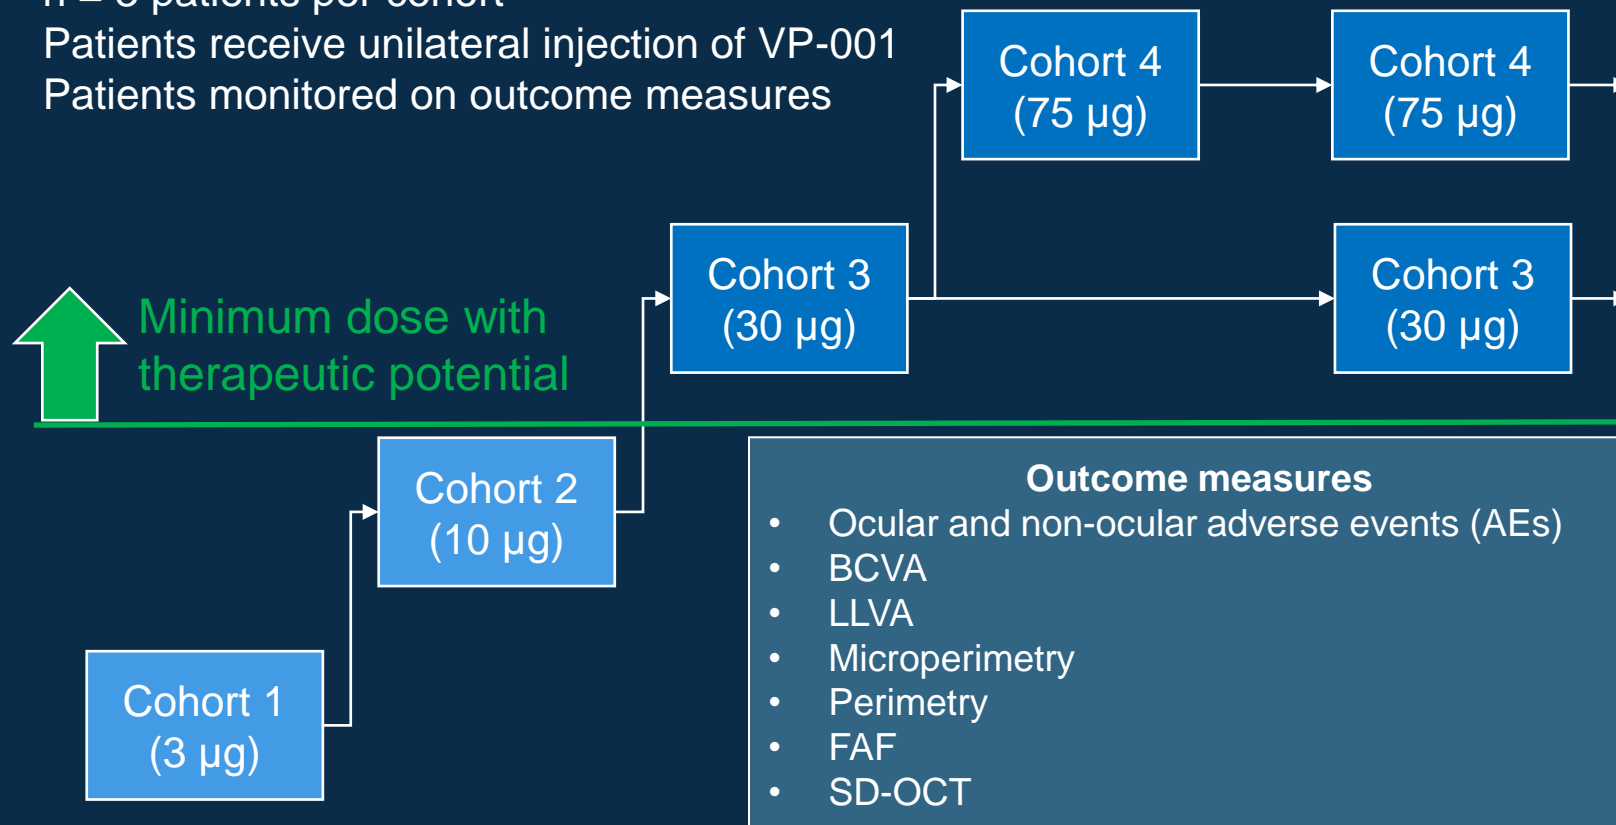 patients per cohort
Patients receive unilateral injection of VP-001
Patients monitored on outcome measures
Cohort 4
(75 µg)
Cohort 4
(75 µg)
Cohort 3
(30 µg)
Cohort 3
(30 µg)
Minimum dose with
therapeutic potential
Cohort 2
(10 µg)
Cohort 1
(3 µg)
Outcome measures
• Ocular and non-ocular adverse events (AEs)
• BCVA
• LLVA
• Microperimetry
• Perimetry
• FAF
• SD-OCT